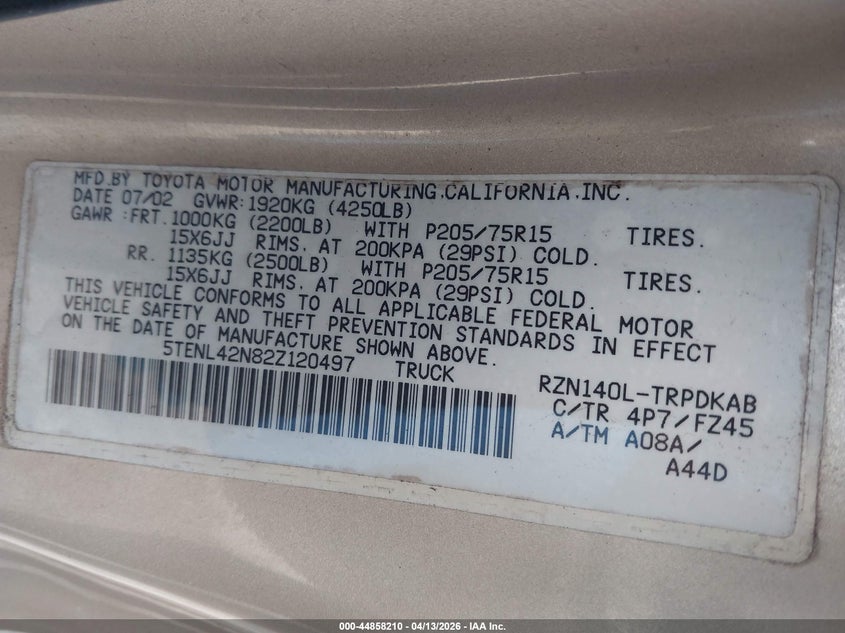 MFD.BY TOYOTA MOTOR MANUFACTURING,CALIFORNIA,INC.
DATE 07/02 GVWR:1920KG (4250LB)
GAWR :FRT.1000KG (2200LB) WITH P205/75R15 TIRES.
15X6JJ RIMS. AT 200KPA (29PSI) COLD.
RR. 1135KG (2500LB) WITH P205/75R15 TIRES.
15X6JJ RIMS. AT 200KPA (29PSI) COLD.
THIS VEHICLE CONFORMS TO ALL APPLICABLE FEDERAL MOTOR
VEHICLE SAFETY AND THEFT PREVENTION STANDARDS IN EFFECT
ON THE DATE OF MANUFACTURE SHOWN ABOVE.
5TENL42N82Z120497 TRUCK
RZN140L-TRPDKAB
C/TR 4P7/FZ45
A/TM A08A/
A44D
000-44858210 - 04/13/2026 - IAA Inc.